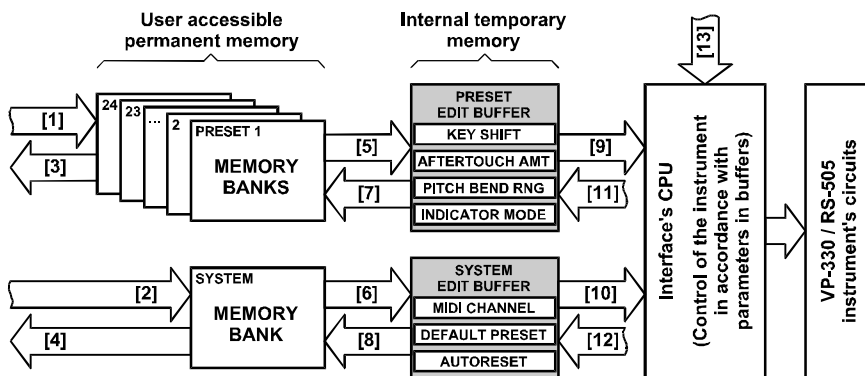 User accessible
permanent memory
Internal temporary
memory
[13]
24
23
...
2
PRESET 1
MEMORY
BANKS
[1]
[3]
[5]
[7]
PRESET
EDIT BUFFER
KEY SHIFT
AFTERTOUCH AMT
PITCH BEND RNG
INDICATOR MODE
[9]
[11]
SYSTEM
MEMORY
BANK
[2]
[4]
[6]
[8]
SYSTEM
EDIT BUFFER
MIDI CHANNEL
DEFAULT PRESET
AUTORESET
[10]
[12]
Interface's CPU
(Control of the instrument
in accordance with
parameters in buffers)
VP-330 / RS-505
instrument's circuits